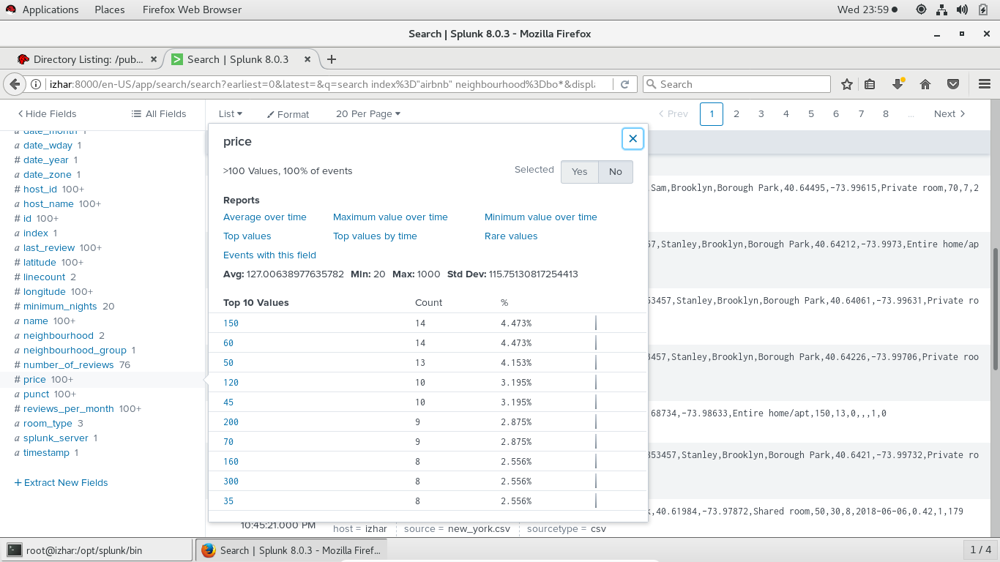 Applications Places Firefox Web Browser Wed 23:59
Search | Splunk 8.0.3 - Mozilla Firefox
Directory Listing: /pub... Search | Splunk 8.0.3
izhar:8000/en-US/app/search/search?earliest=0&latest=&q=search index%3D"airbnb" neighbourhood%3Dbo*&displ Search
Hide Fields All Fields List Format 20 Per Page Prev 1 2 3 4 5 6 7 8 ... Next
a date_month 1
a date_wday 1
# date_year 1
a date_zone 1
# host_id 100+
a host_name 100+
# id 100+
a index 1
a last_review 100+
# latitude 100+
# linecount 2
# longitude 100+
# minimum_nights 20
a name 100+
a neighbourhood 2
a neighbourhood_group 1
# number_of_reviews 76
# price 100+
a punct 100+
# reviews_per_month 100+
a room_type 3
a splunk_server 1
a timestamp 1
+ Extract New Fields
price
>100 Values, 100% of events Selected Yes No
Reports
Average over time Maximum value over time Minimum value over time
Top values Top values by time Rare values
Events with this field
Avg: 127.00638977635782 Min: 20 Max: 1000 Std Dev: 115.75130817254413
Top 10 Values Count %
150 14 4.473%
60 14 4.473%
50 13 4.153%
120 10 3.195%
45 10 3.195%
200 9 2.875%
70 9 2.875%
160 8 2.556%
300 8 2.556%
35 8 2.556%
Sam,Brooklyn,Borough Park,40.64495,-73.99615,Private room,70,7,2
57,Stanley,Brooklyn,Borough Park,40.64212,-73.9973,Entire home/ap
53457,Stanley,Brooklyn,Borough Park,40.64061,-73.99631,Private ro
3457,Stanley,Brooklyn,Borough Park,40.64226,-73.99706,Private roo
68734,-73.98633,Entire home/apt,150,13,0,,,1,0
353457,Stanley,Brooklyn,Borough Park,40.6421,-73.99732,Private ro
k,40.61984,-73.97872,Shared room,50,30,8,2018-06-06,0.42,1,179
10:45:21.000 PM host = izhar source = new_york.csv sourcetype = csv
root@izhar:/opt/splunk/bin Search | Splunk 8.0.3 - Mozilla Firef... 1 / 4